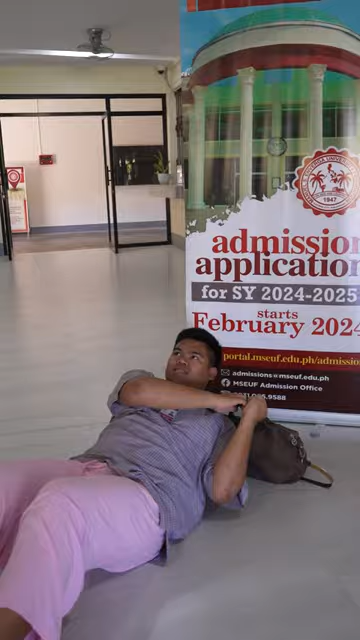 1947
admission
application
for SY 2024-2025
starts
February 2024
portal.mseuf.edu.ph/admission
admissions@mseuf.edu.ph
MSEUF Admission Office